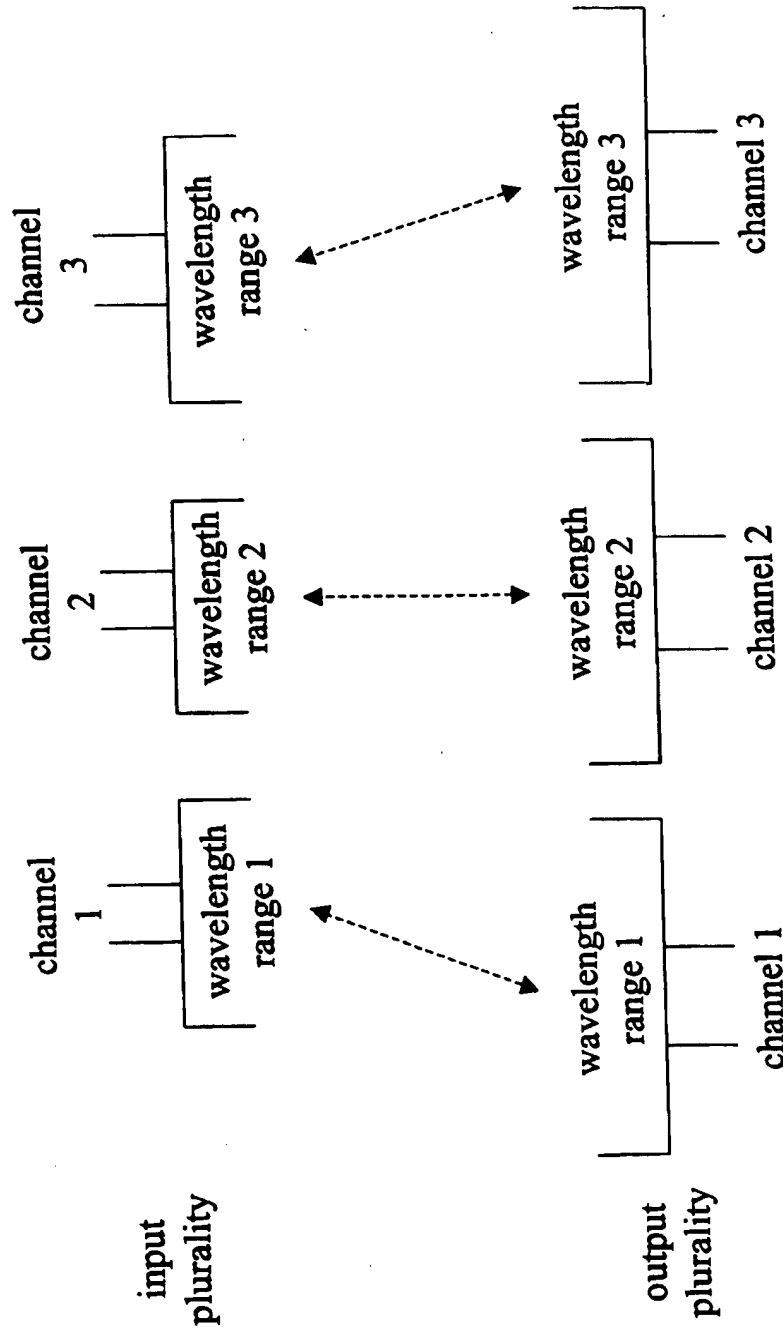 channel
1
channel
2
channel
3
input
plurality
wavelength
range 1
wavelength
range 2
wavelength
range 3
output
plurality
wavelength
range 1
wavelength
range 2
wavelength
range 3
channel 1
channel 2
channel 3